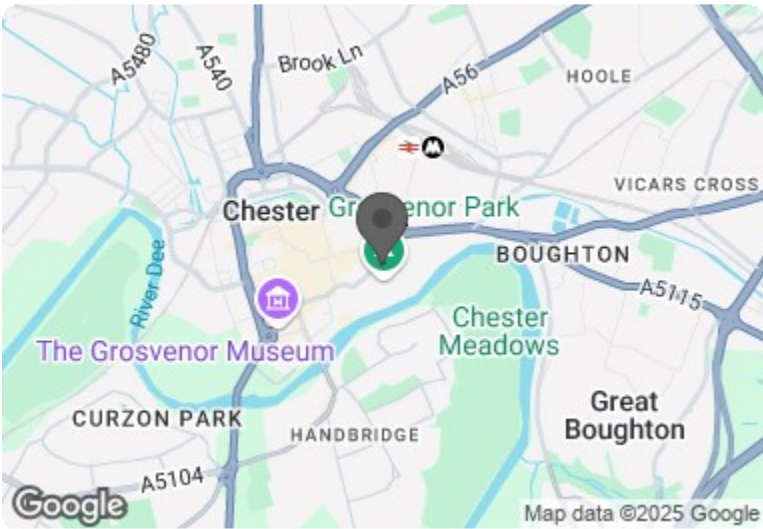 A5480
A540
Brook Ln
A56
HOOLE
VICARS CROSS
Chester
Grosvenor Park
BOUGHTON
River Dee
A5115
The Grosvenor Museum
Chester
Meadows
CURZON PARK
HANDBRIDGE
Great
Boughton
A5104
Google
Map data ©2025 Google